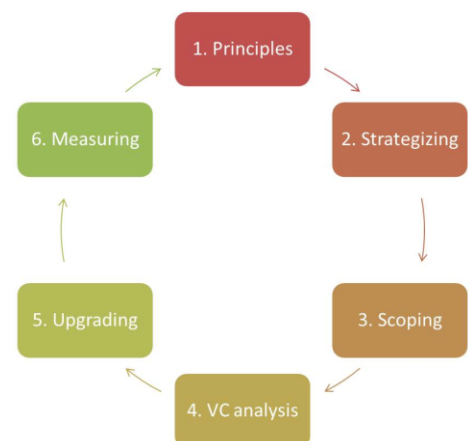 1. Principles
2. Strategizing
3. Scoping
4. VC analysis
5. Upgrading
6. Measuring